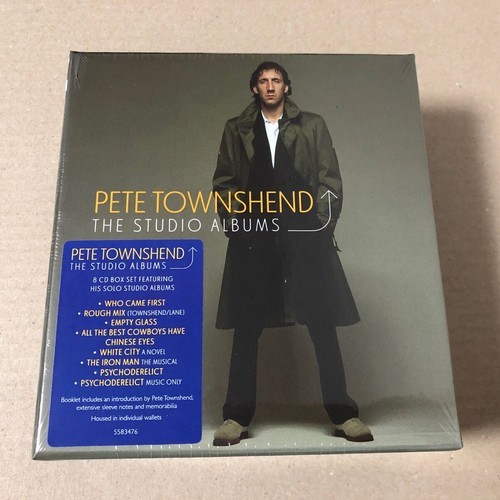 PETE TOWNSHEND
THE STUDIO ALBUMS
PETE TOWNSHEND
THE STUDIO ALBUMS
8 CD BOX SET FEATURING
HIS SOLO STUDIO ALBUMS
• WHO CAME FIRST
• ROUGH MIX (TOWNSHEND/LANE)
• EMPTY GLASS
• ALL THE BEST COWBOYS HAVE
CHINESE EYES
• WHITE CITY A NOVEL
• THE IRON MAN THE MUSICAL
• PSYCHODERELICT
• PSYCHODERELICT MUSIC ONLY
Booklet includes an introduction by Pete Townshend,
extensive sleeve notes and memorabilia
Housed in individual wallets
5583476